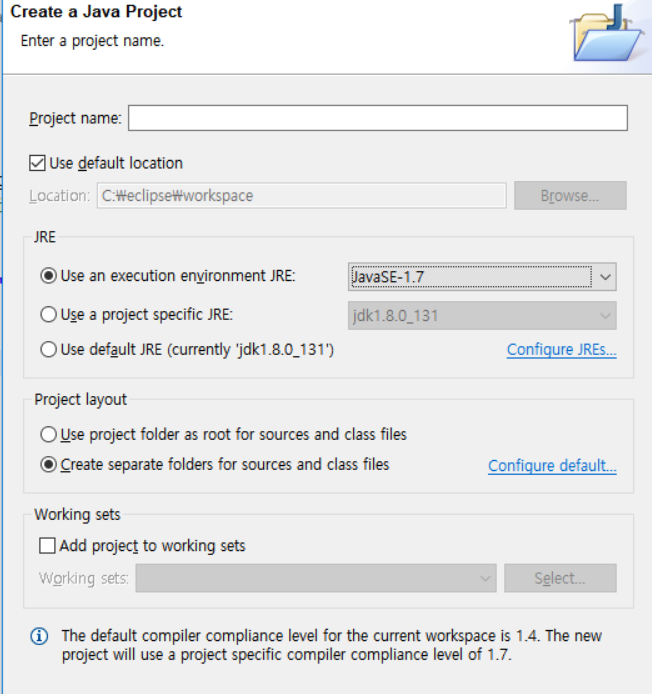 Create a Java Project
Enter a project name.
Project name:
Use default location
Location: C:₩eclipse₩workspace Browse...
JRE
Use an execution environment JRE: JavaSE-1.7
Use a project specific JRE: jdk1.8.0_131
Use default JRE (currently 'jdk1.8.0_131') Configure JREs...
Project layout
Use project folder as root for sources and class files
Create separate folders for sources and class files Configure default...
Working sets
Add project to working sets
Working sets: Select...
The default compiler compliance level for the current workspace is 1.4. The new
project will use a project specific compiler compliance level of 1.7.